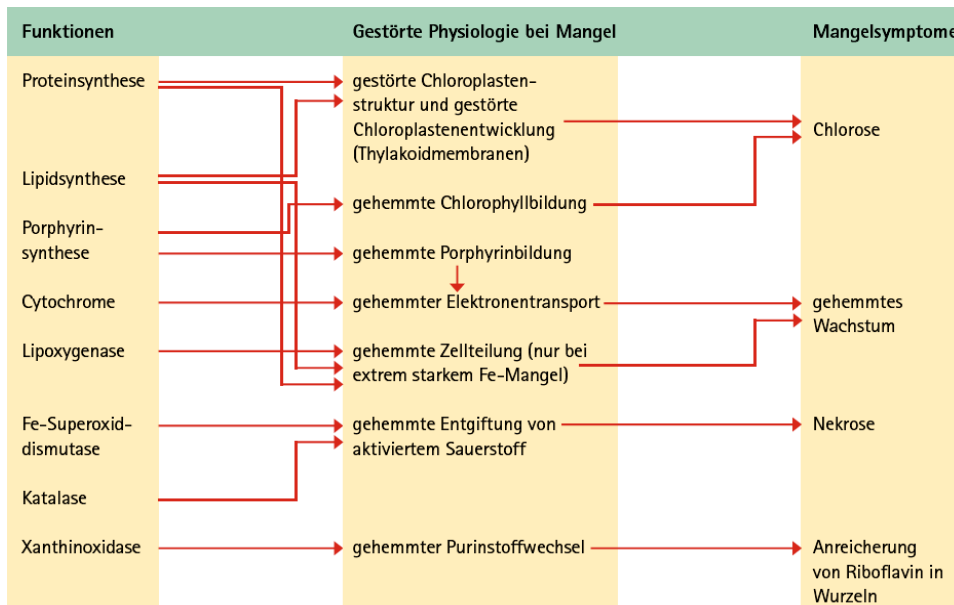 Funktionen
Gestörte Physiologie bei Mangel
Mangelsymptome
Proteinsynthese
gestörte Chloroplasten-
struktur und gestörte
Chloroplastenentwicklung
(Thylakoidmembranen)
Chlorose
Lipidsynthese
gehemmte Chlorophyllbildung
Porphyrin-
synthese
gehemmte Porphyrinbildung
Cytochrome
gehemmter Elektronentransport
gehemmtes
Wachstum
Lipoxygenase
gehemmte Zellteilung (nur bei
extrem starkem Fe-Mangel)
Fe-Superoxid-
dismutase
gehemmte Entgiftung von
aktiviertem Sauerstoff
Nekrose
Katalase
Xanthinoxidase
gehemmter Purinstoffwechsel
Anreicherung
von Riboflavin in
Wurzeln